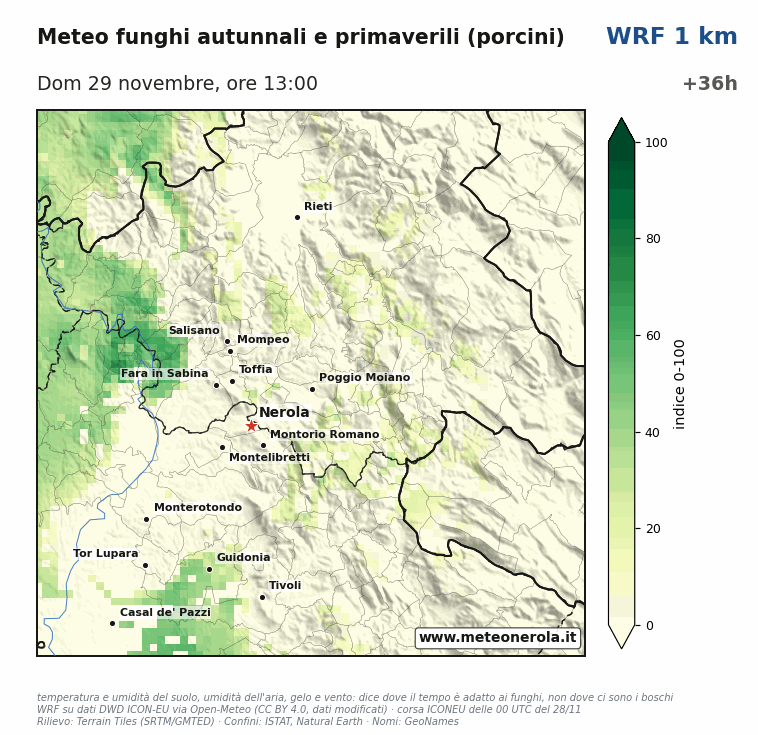 Meteo funghi autunnali e primaverili (porcini)
WRF 1 km
Dom 29 novembre, ore 13:00
+36h
Rieti
Salisano
Mompeo
Fara in Sabina
Toffia
Poggio Moiano
Nerola
Montorio Romano
Montelibretti
Monterotondo
Tor Lupara
Guidonia
Tivoli
Casal de' Pazzi
www.meteonerola.it
100
80
60
40
20
0
indice 0-100
temperatura e umidità del suolo, umidità dell'aria, gelo e vento: dice dove il tempo è adatto ai funghi, non dove ci sono i boschi
WRF su dati DWD ICON-EU via Open-Meteo (CC BY 4.0, dati modificati) · corsa ICONEU delle 00 UTC del 28/11
Rilievo: Terrain Tiles (SRTM/GMTED) · Confini: ISTAT, Natural Earth · Nomi: GeoNames